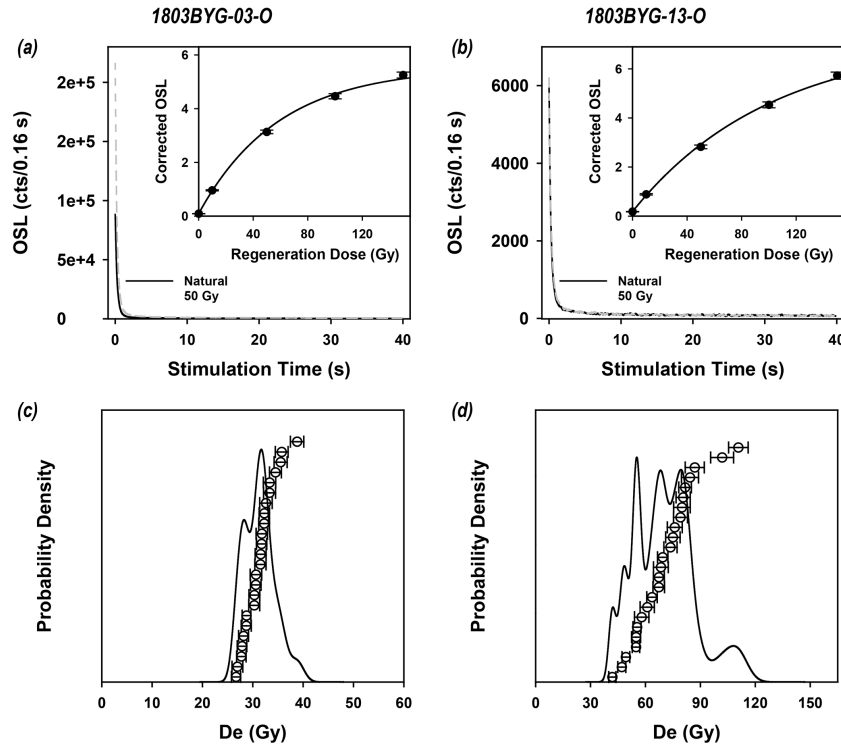 1803BYG-03-O
1803BYG-13-O
(a)
2e+5
2e+5
1e+5
5e+4
0
OSL (cts/0.16 s)
6
4
2
0
Corrected OSL
0 40 80 120
Regeneration Dose (Gy)
Natural
50 Gy
0 10 20 30 40
Stimulation Time (s)
(b)
6000
4000
2000
0
OSL (cts/0.16 s)
6
4
2
0
Corrected OSL
0 40 80 120
Regeneration Dose (Gy)
Natural
50 Gy
0 10 20 30 40
Stimulation Time (s)
(c)
Probability Density
0 10 20 30 40 50 60
De (Gy)
(d)
Probability Density
0 30 60 90 120 150
De (Gy)